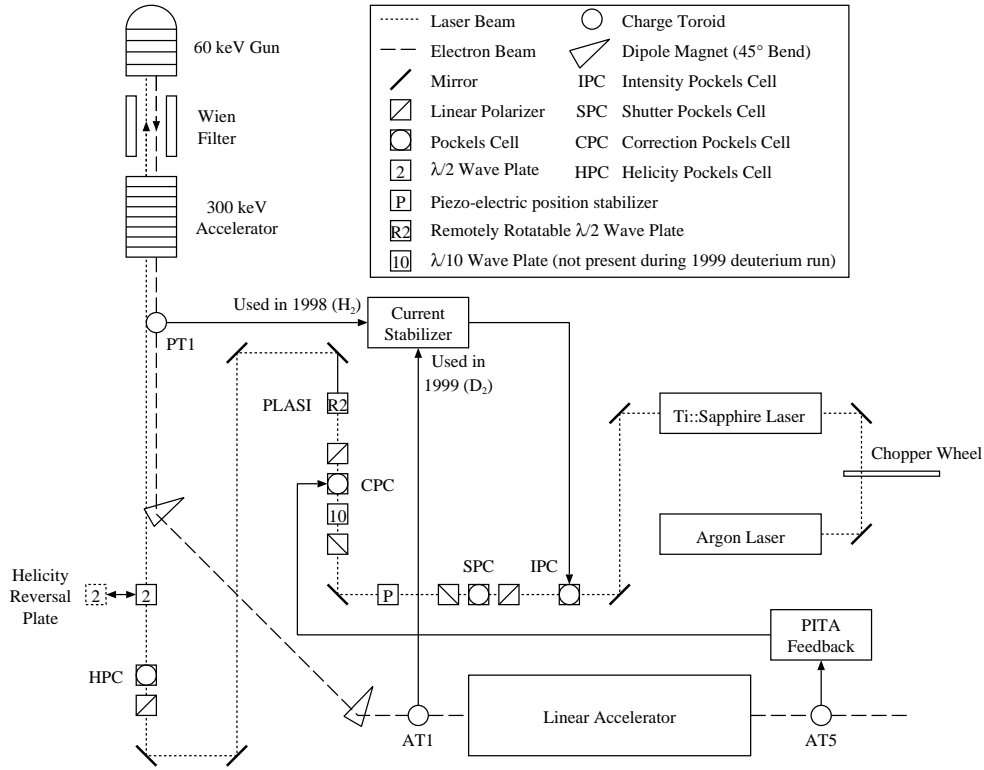 60 keV Gun
Wien
Filter
300 keV
Accelerator
Laser Beam
Electron Beam
Mirror
Linear Polarizer
Pockels Cell
2
λ/2 Wave Plate
P
Piezo-electric position stabilizer
R2
Remotely Rotatable λ/2 Wave Plate
10
λ/10 Wave Plate (not present during 1999 deuterium run)
Charge Toroid
Dipole Magnet (45° Bend)
IPC Intensity Pockels Cell
SPC Shutter Pockels Cell
CPC Correction Pockels Cell
HPC Helicity Pockels Cell
Used in 1998 (H₂)
PT1
Current
Stabilizer
Used in
1999 (D₂)
PLASI
R2
CPC
10
Ti::Sapphire Laser
Chopper Wheel
Argon Laser
SPC
IPC
P
Helicity
Reversal
Plate
2
2
HPC
PITA
Feedback
AT1
Linear Accelerator
AT5